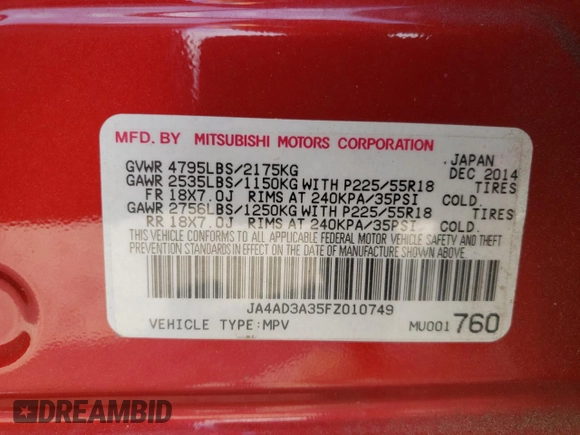 MFD. BY MITSUBISHI MOTORS CORPORATION
JAPAN
GVWR 4795LBS/2175KG DEC 2014
GAWR 2535LBS/1150KG WITH P225/55R18 TIRES
FR 18X7.0J RIMS AT 240KPA/35PSI COLD.
GAWR 2756LBS/1250KG WITH P225/55R18 TIRES
RR 18X7.0J RIMS AT 240KPA/35PSI COLD.
THIS VEHICLE CONFORMS TO ALL APPLICABLE FEDERAL MOTOR VEHICLE SAFETY AND THEFT
PREVENTION STANDARDS IN EFFECT ON THE DATE OF MANUFACTURE SHOWN ABOVE.
JA4AD3A35FZ010749
VEHICLE TYPE:MPV MU001760
DREAMBID